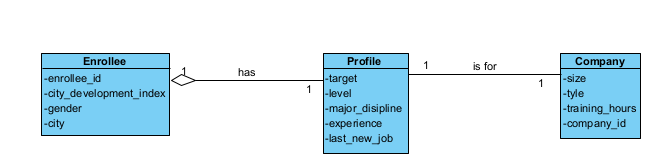 Enrollee
-enrollee_id
-city_development_index
-gender
-city
1
has
1
Profile
-target
-level
-major_disipline
-experience
-last_new_job
1
is for
1
Company
-size
-tyle
-training_hours
-company_id